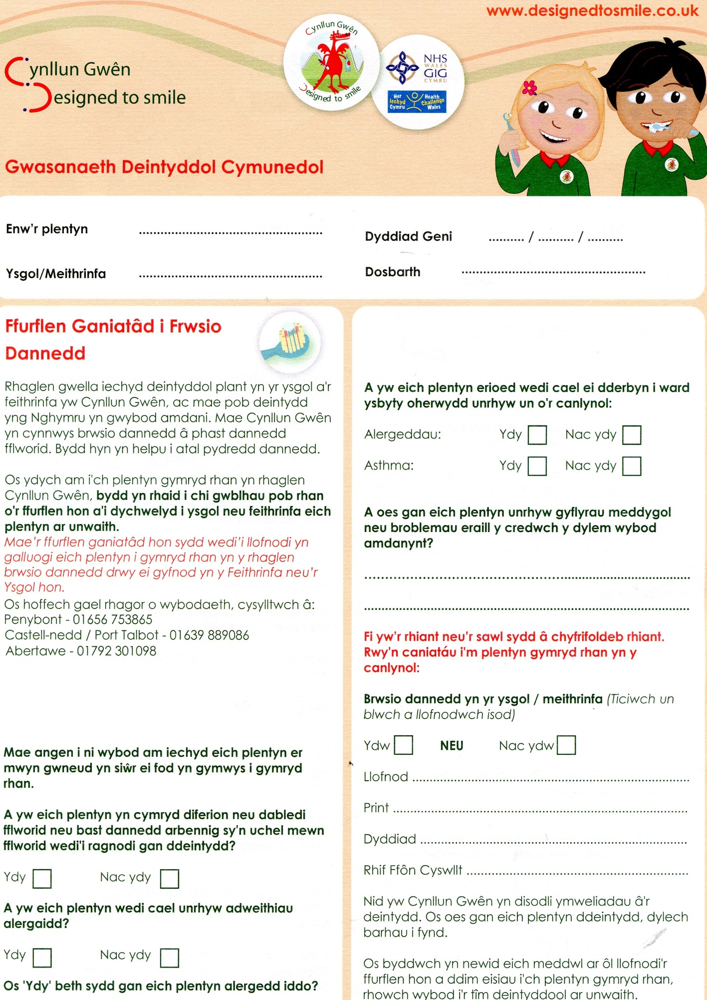 www.designedtosmile.co.uk
Cynllun Gwên
Designed to smile
Cynllun Gwên
Designed to smile
NHS
WALES
GIG
CYMRU
Her Iechyd Cymru
Health Challenge Wales
Gwasanaeth Deintyddol Cymunedol
Enw'r plentyn ....................................................
Dyddiad Geni .......... / .......... / ..........
Ysgol/Meithrinfa ....................................................
Dosbarth ....................................................
Ffurflen Ganiatâd i Frwsio
Dannedd
Rhaglen gwella iechyd deintyddol plant yn yr ysgol a'r
feithrinfa yw Cynllun Gwên, ac mae pob deintydd
yng Nghymru yn gwybod amdani. Mae Cynllun Gwên
yn cynnwys brwsio dannedd â phast dannedd
fflworid. Bydd hyn yn helpu i atal pydredd dannedd.
Os ydych am i'ch plentyn gymryd rhan yn rhaglen
Cynllun Gwên, bydd yn rhaid i chi gwblhau pob rhan
o'r ffurflen hon a'i dychwelyd i ysgol neu feithrinfa eich
plentyn ar unwaith.
Mae'r ffurflen ganiatâd hon sydd wedi'i llofnodi yn
galluogi eich plentyn i gymryd rhan yn y rhaglen
brwsio dannedd drwy ei gyfnod yn y Feithrinfa neu'r
Ysgol hon.
Os hoffech gael rhagor o wybodaeth, cysylltwch â:
Penybont - 01656 753865
Castell-nedd / Port Talbot - 01639 889086
Abertawe - 01792 301098
Mae angen i ni wybod am iechyd eich plentyn er
mwyn gwneud yn siŵr ei fod yn gymwys i gymryd
rhan.
A yw eich plentyn yn cymryd diferion neu dabledi
fflworid neu bast dannedd arbennig sy'n uchel mewn
fflworid wedi'i ragnodi gan ddeintydd?
Ydy Nac ydy
A yw eich plentyn wedi cael unrhyw adweithiau
alergaidd?
Ydy Nac ydy
Os 'Ydy' beth sydd gan eich plentyn alergedd iddo?
A yw eich plentyn erioed wedi cael ei dderbyn i ward
ysbyty oherwydd unrhyw un o'r canlynol:
Alergeddau: Ydy Nac ydy
Asthma: Ydy Nac ydy
A oes gan eich plentyn unrhyw gyflyrau meddygol
neu broblemau eraill y credwch y dylem wybod
amdanynt?
Fi yw'r rhiant neu'r sawl sydd â chyfrifoldeb rhiant.
Rwy'n caniatáu i'm plentyn gymryd rhan yn y
canlynol:
Brwsio dannedd yn yr ysgol / meithrinfa (Ticiwch un
blwch a llofnodwch isod)
Ydw NEU Nac ydw
Llofnod ....................................................
Print ....................................................
Dyddiad ....................................................
Rhif Ffôn Cyswllt ....................................................
Nid yw Cynllun Gwên yn disodli ymweliadau â'r
deintydd. Os oes gan eich plentyn ddeintydd, dylech
barhau i fynd.
Os byddwch yn newid eich meddwl ar ôl llofnodi'r
ffurflen hon a ddim eisiau i'ch plentyn gymryd rhan,
rhowch wybod i'r tîm deintyddool ar unwaith.